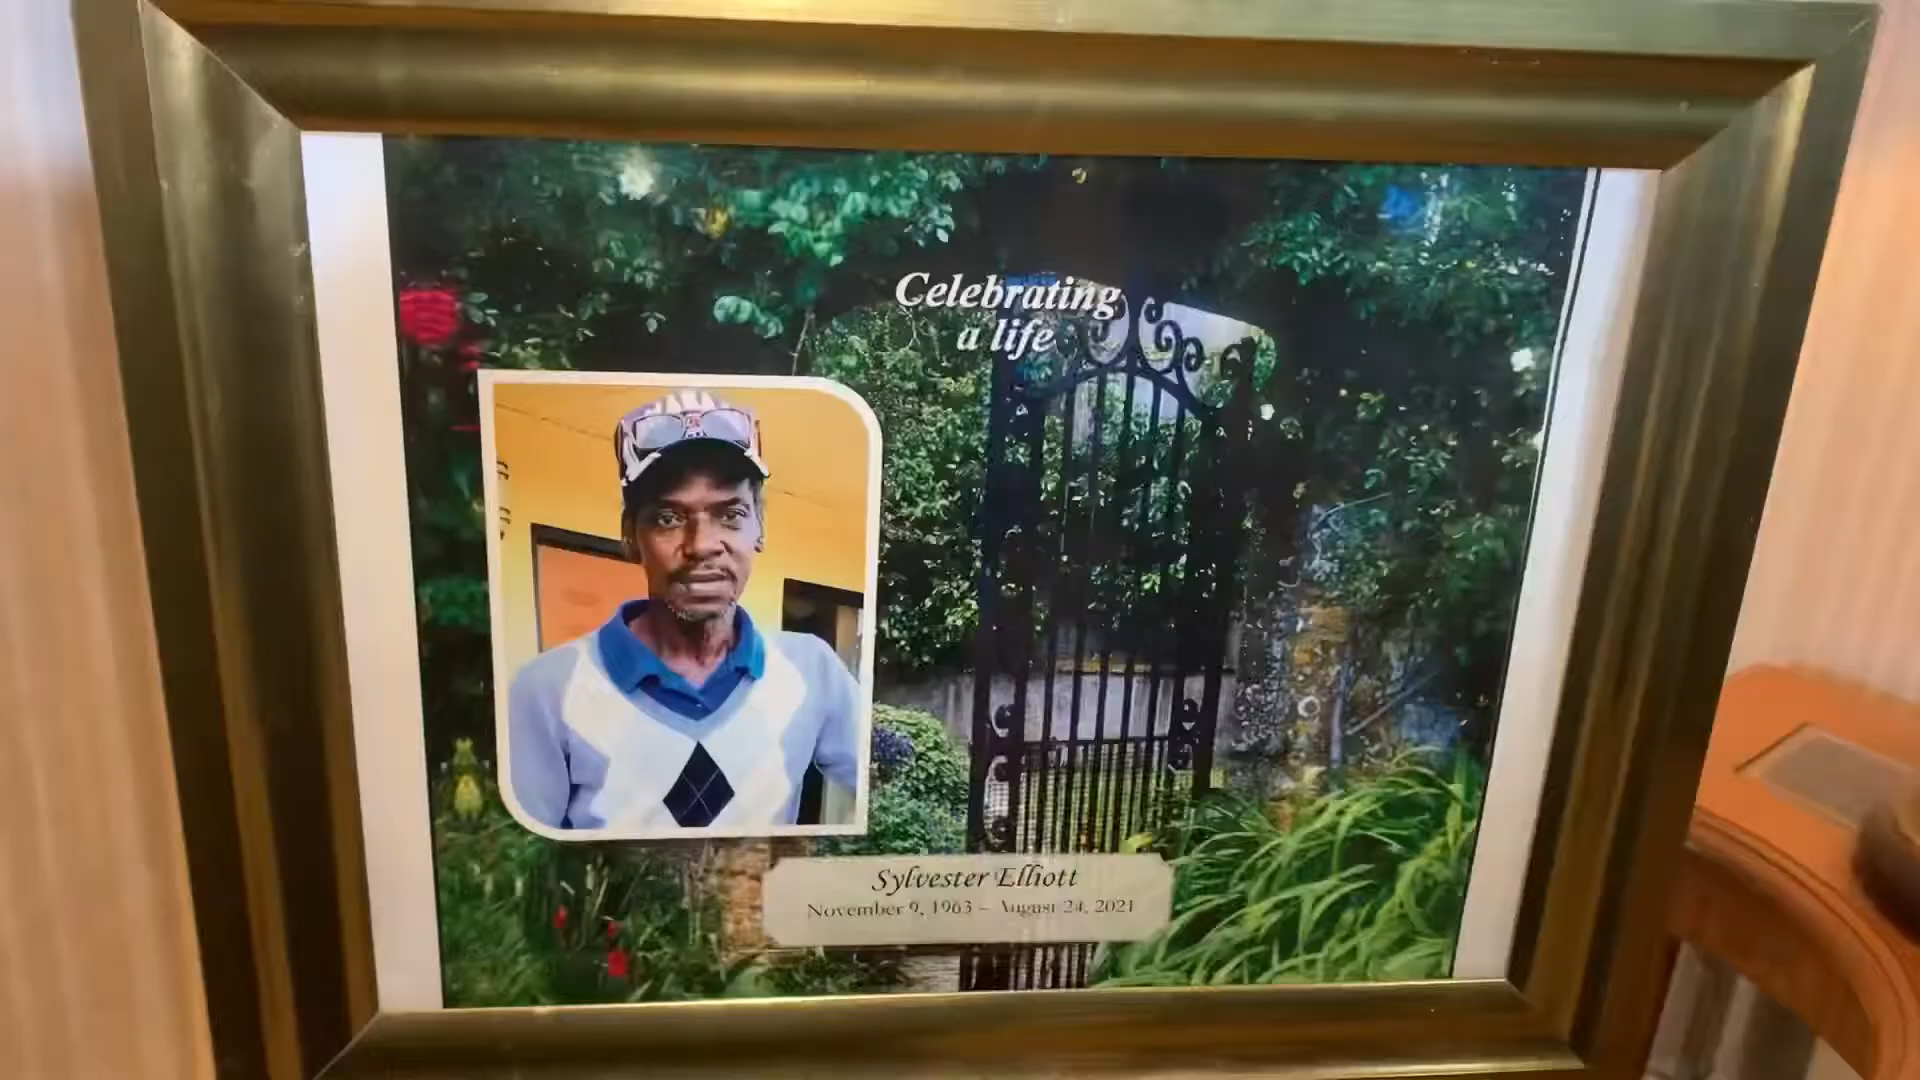 Celebrating
a life
Sylvester Elliott
November 9, 1963 – August 24, 2021